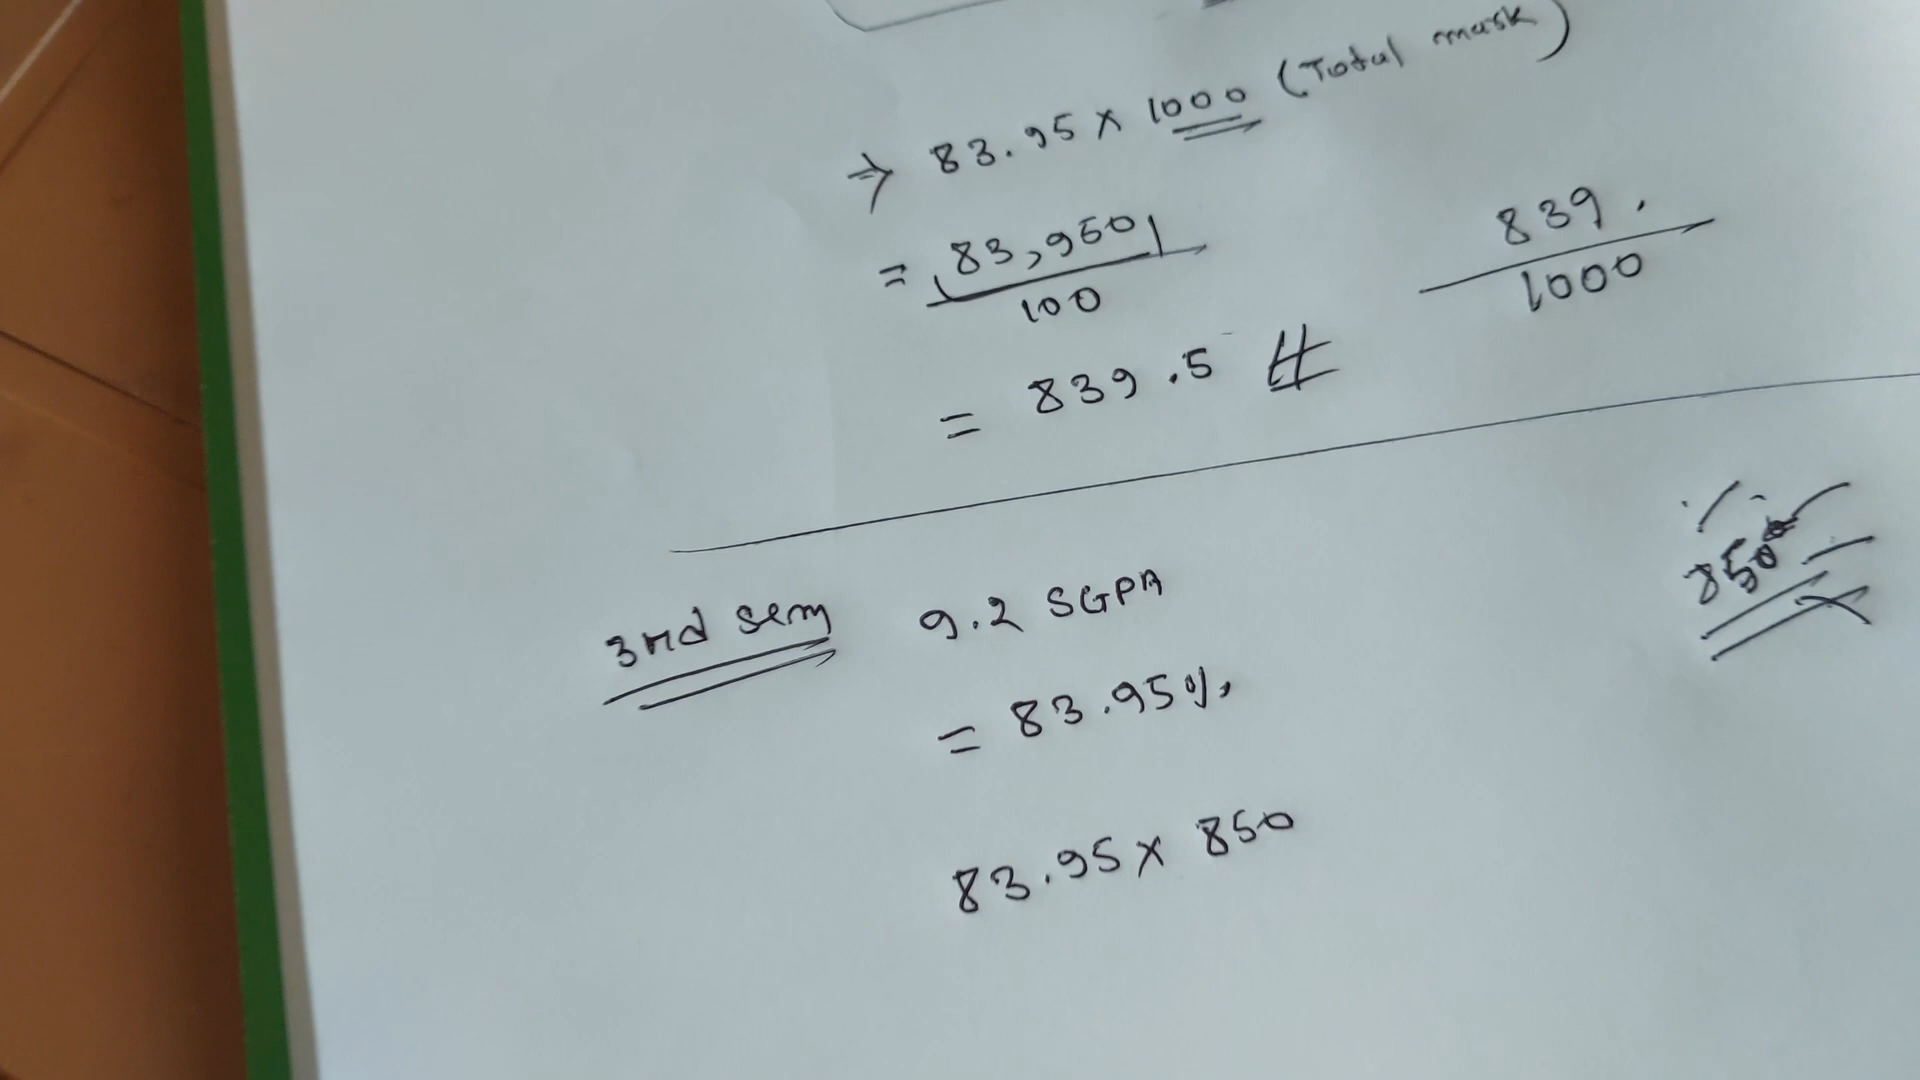 ⇒ 83.95 × 1000 (Total mark)
= 83,950
100
= 839.5
839.
1000
850
3rd sem 9.2 SGPA
= 83.95%
83.95 × 850